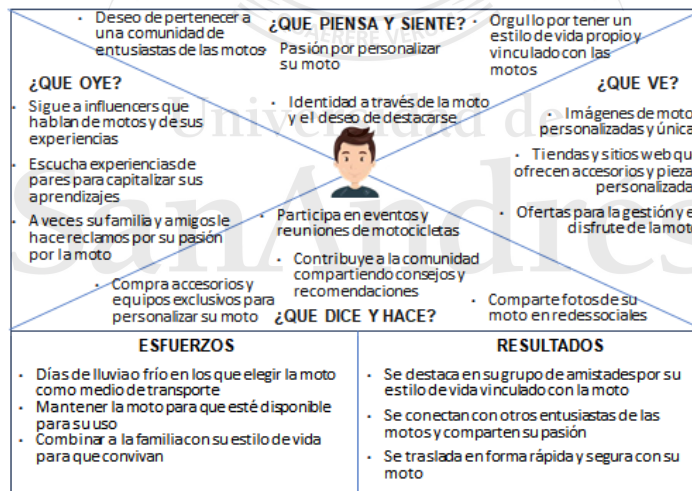 • Deseo de pertenecer a
una comunidad de
entusiastas de las motos
¿QUE PIENSA Y SIENTE?
• Pasión por personalizar
su moto
• Identidad a través de la moto
y el deseo de destacarse
• Orgullo por tener un
estilo de vida propio y
vinculado con las
motos
¿QUE OYE?
• Sigue a influencers que
hablan de motos y de sus
experiencias
• Escucha experiencias de
pares para capitalizar sus
aprendizajes
• A veces su familia y amigos le
hace reclamos por su pasión
por la moto
¿QUE VE?
• Imágenes de moto
personalizadas y única
• Tiendas y sitios web qu
ofrecen accesorios y pieza
personalizada
• Ofertas para la gestión y e
disfrute de la mot
• Participa en eventos y
reuniones de motocicletas
• Contribuye a la comunidad
compartiendo consejos y
recomendaciones
• Compra accesorios y
equipos exclusivos para
personalizar su moto
¿QUE DICE Y HACE?
• Comparte fotos de su
moto en redes sociales
ESFUERZOS
• Días de lluvia o frío en los que elegir la moto
como medio de transporte
• Mantener la moto para que esté disponible
para su uso
• Combinar a la familia con su estilo de vida
para que convivan
RESULTADOS
• Se destaca en su grupo de amistades por su
estilo de vida vinculado con la moto
• Se conectan con otros entusiastas de las
motos y comparten su pasión
• Se traslada en forma rápida y segura con su
moto
Universidad de
SanAndrés